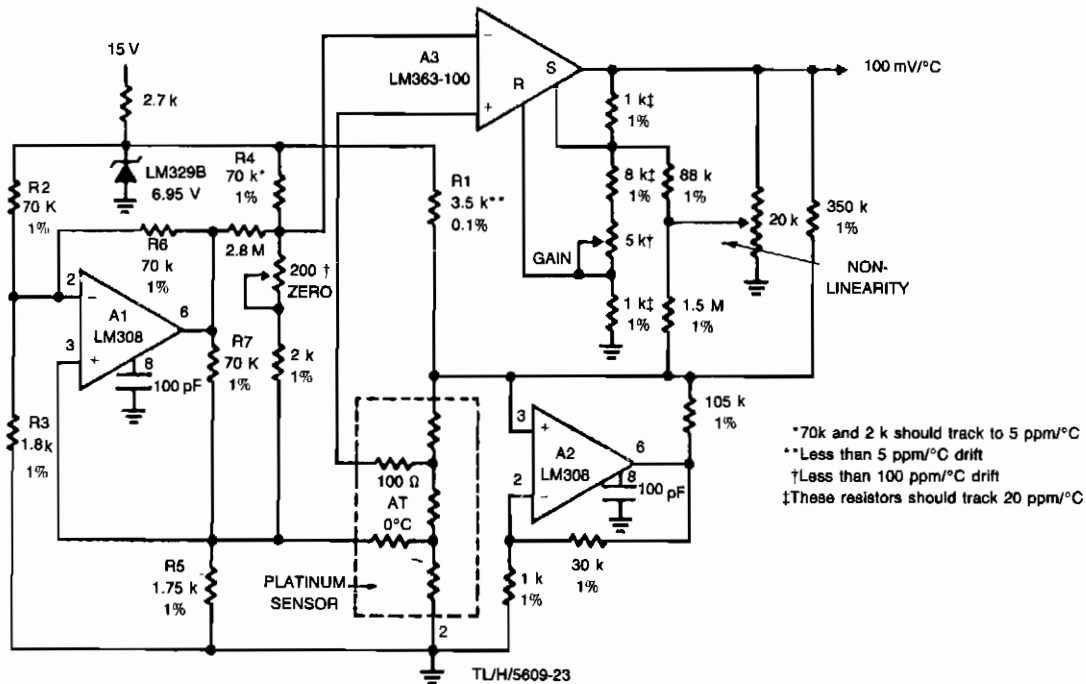 15 V
2.7 k
LM329B
6.95 V
R2
70 K
1%
R4
70 k*
1%
R6
70 k
1%
2.8 M
200 †
ZERO
2
6
A1
LM308
3
8
100 pF
R7
70 K
1%
2 k
1%
R3
1.8k
1%
R5
1.75 k
1%
A3
LM363-100
−
+
R
S
100 mV/°C
1 k‡
1%
R1
3.5 k**
0.1%
8 k‡
1%
88 k
1%
20 k
350 k
1%
GAIN
5 k†
NON-
LINEARITY
1 k‡
1%
1.5 M
1%
100 Ω
AT
0°C
PLATINUM
SENSOR
2
3
A2
LM308
6
2
8
100 pF
105 k
1%
1 k
1%
30 k
1%
*70k and 2 k should track to 5 ppm/°C
**Less than 5 ppm/°C drift
†Less than 100 ppm/°C drift
‡These resistors should track 20 ppm/°C
TL/H/5609-23